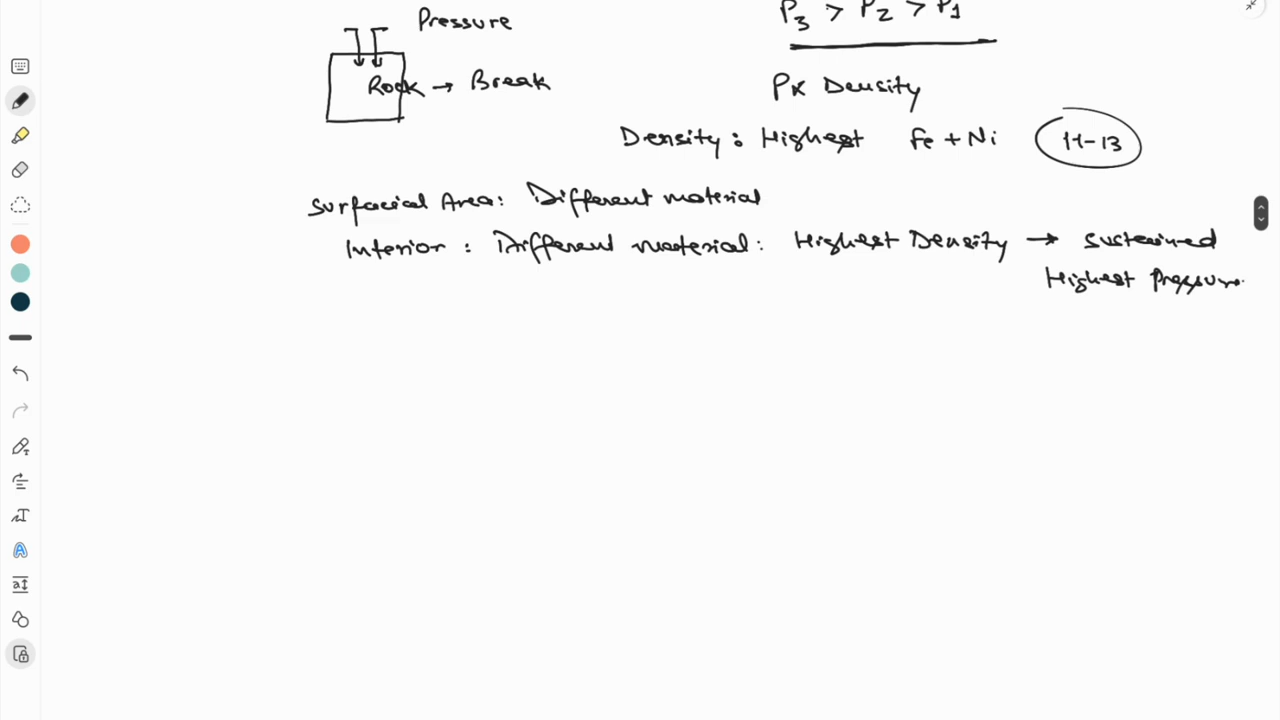 Pressure
P3 > P2 > P1
Rock → Break
P∝ Density
Density: Highest Fe + Ni 11-13
Surfacial Area: Different material
Interior: Different material: Highest Density → sustained
Highest Pressure